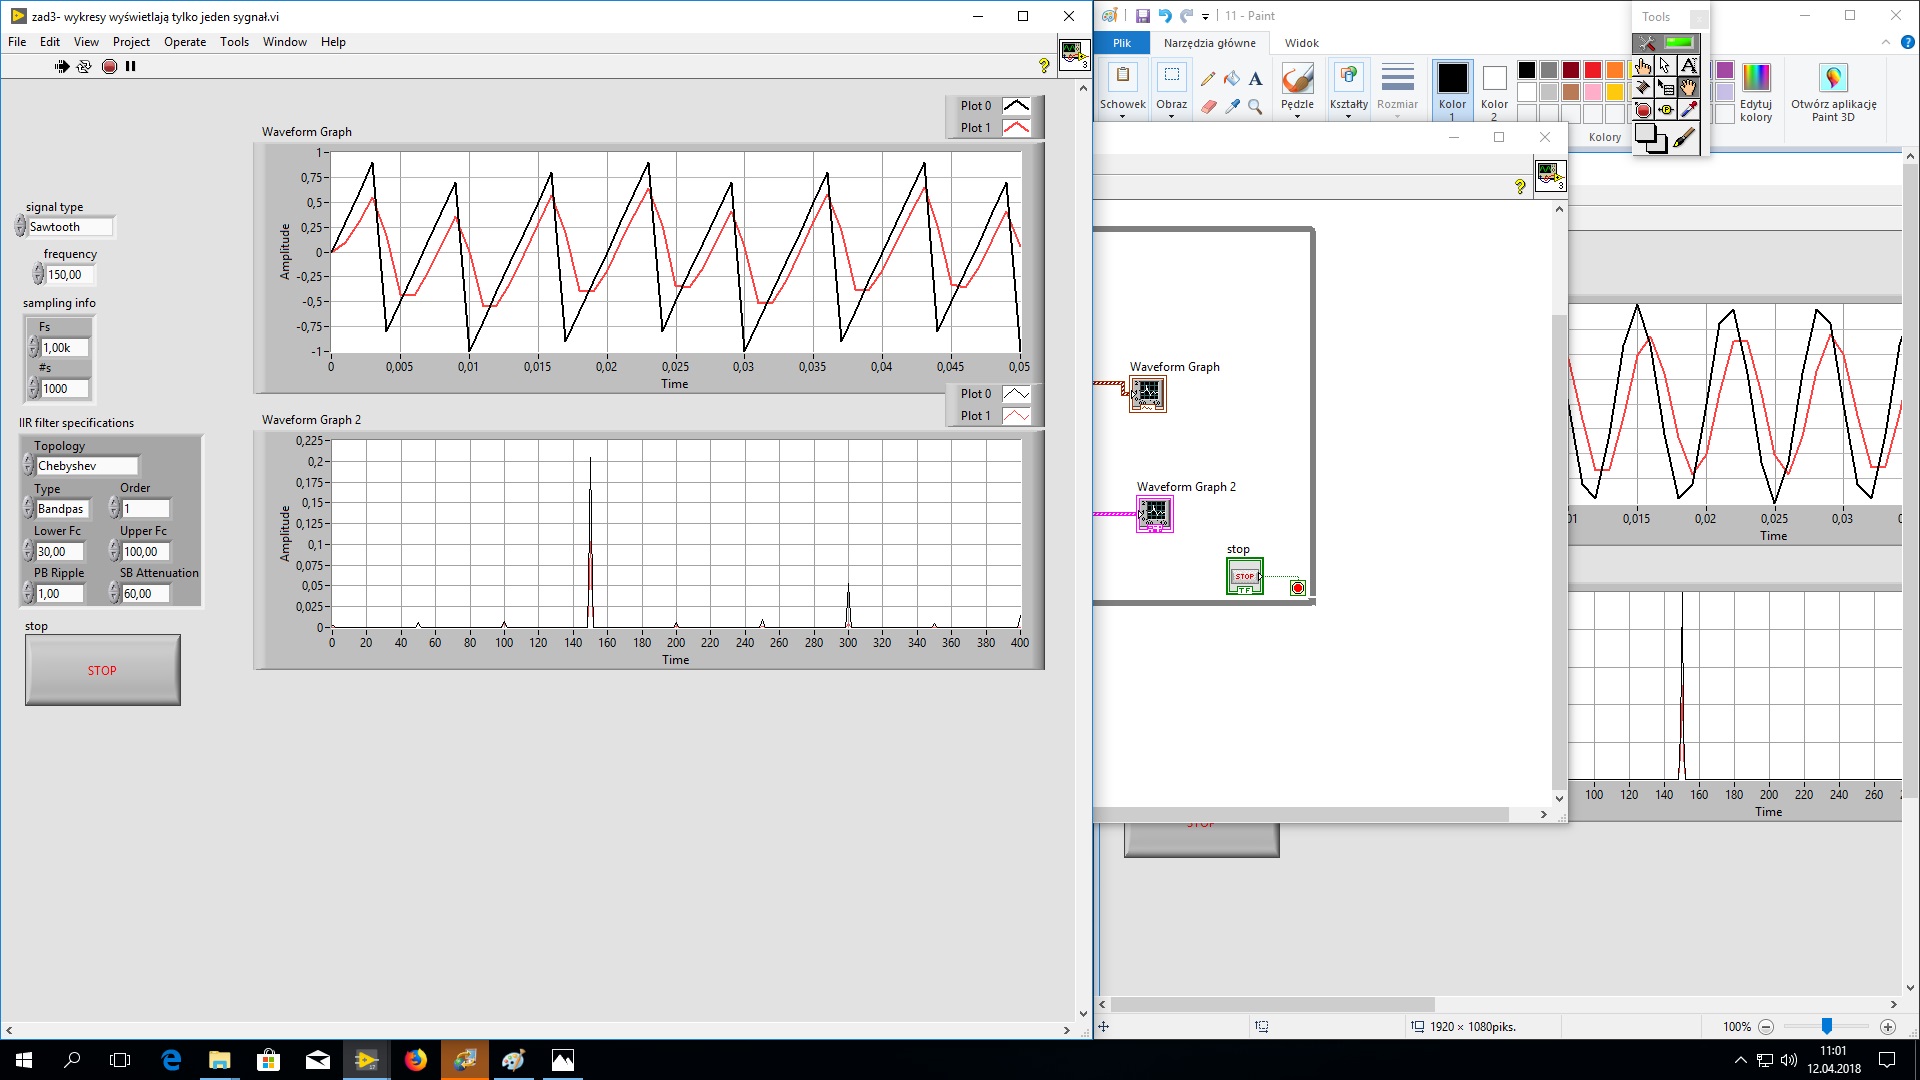 zad3- wykresy wyświetlają tylko jeden sygnał.vi
File Edit View Project Operate Tools Window Help
3
signal type
Sawtooth
frequency
150,00
sampling info
Fs
1,00k
#s
1000
IIR filter specifications
Topology
Chebyshev
Type Order
Bandpas 1
Lower Fc Upper Fc
30,00 100,00
PB Ripple SB Attenuation
1,00 60,00
stop
STOP
Plot 0
Plot 1
Waveform Graph
Amplitude
1
0,75
0,5
0,25
0
-0,25
-0,5
-0,75
-1
0 0,005 0,01 0,015 0,02 0,025 0,03 0,035 0,04 0,045 0,05
Time
Plot 0
Plot 1
Waveform Graph 2
Amplitude
0,225
0,2
0,175
0,15
0,125
0,1
0,075
0,05
0,025
0
0 20 40 60 80 100 120 140 160 180 200 220 240 260 280 300 320 340 360 380 400
Time
11 - Paint
Plik Narzędzia główne Widok
Schowek Obraz Pędzle Kształty Rozmiar Kolor 1 Kolor 2 Edytuj kolory Otwórz aplikację Paint 3D
Kolory
Tools
3
Waveform Graph
Waveform Graph 2
stop
STOP
TF
0,015 0,02 0,025 0,03
Time
100 120 140 160 180 200 220 240 260
Time
STOP
1920 × 1080piks.
100%
11:01
12.04.2018